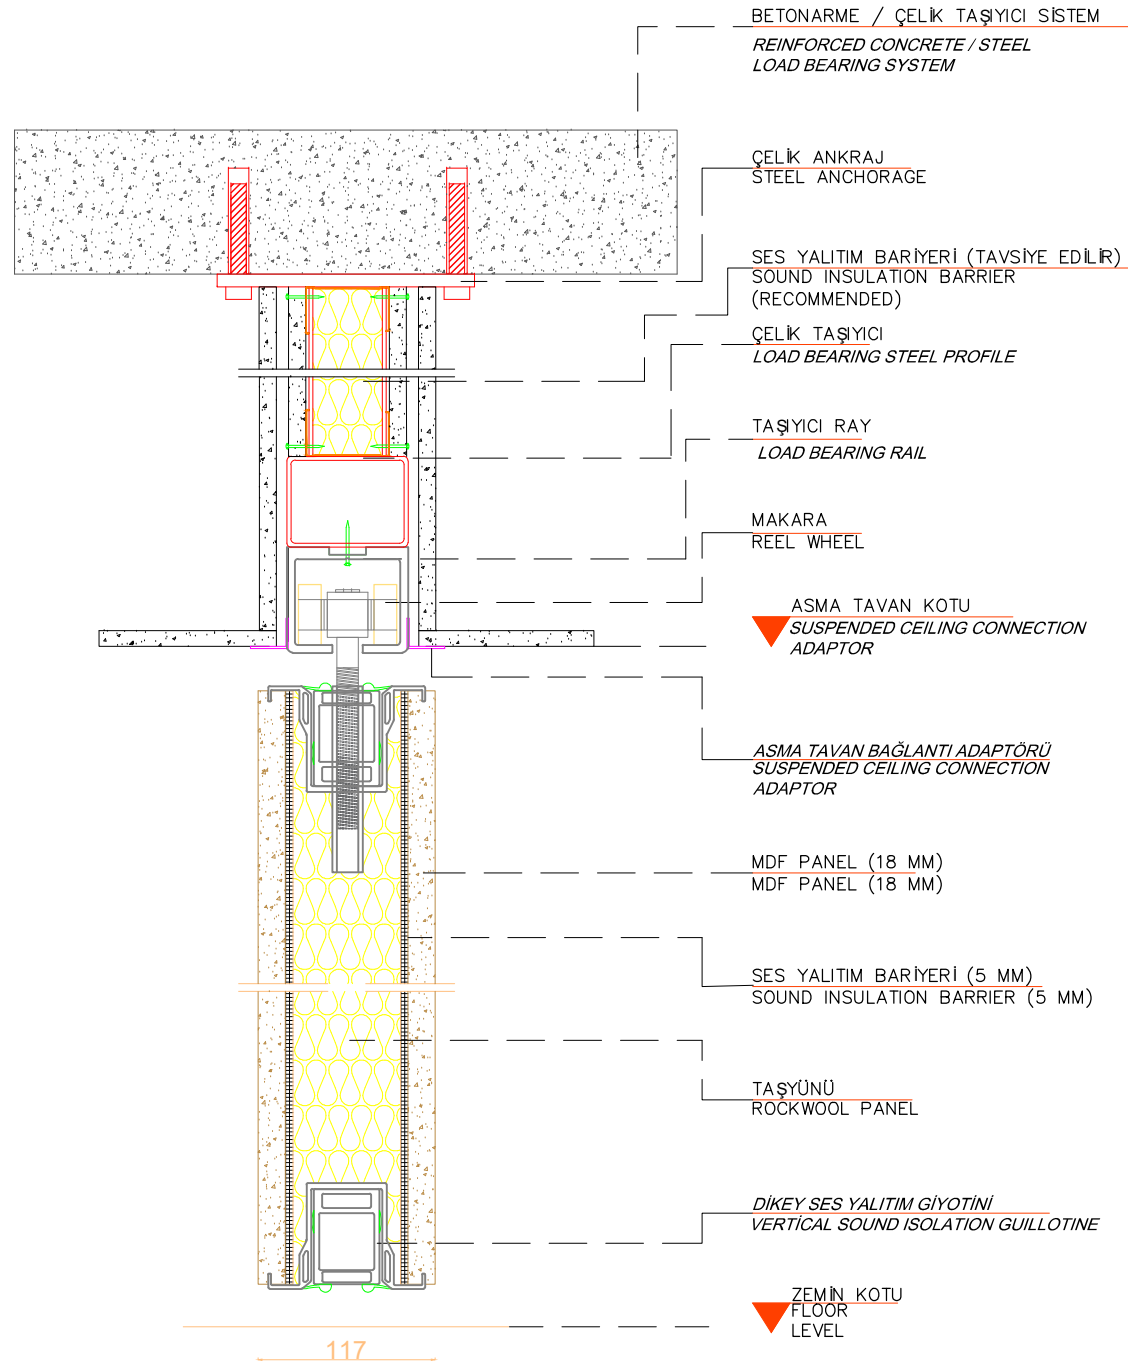 BETONARME / ÇELİK TAŞIYICI SİSTEM
REINFORCED CONCRETE / STEEL
LOAD BEARING SYSTEM
ÇELİK ANKRAJ
STEEL ANCHORAGE
SES YALITIM BARİYERİ (TAVSİYE EDİLİR)
SOUND INSULATION BARRIER
(RECOMMENDED)
ÇELİK TAŞIYICI
LOAD BEARING STEEL PROFILE
TAŞIYICI RAY
LOAD BEARING RAIL
MAKARA
REEL WHEEL
ASMA TAVAN KOTU
SUSPENDED CEILING CONNECTION
ADAPTOR
ASMA TAVAN BAĞLANTI ADAPTÖRÜ
SUSPENDED CEILING CONNECTION
ADAPTOR
MDF PANEL (18 MM)
MDF PANEL (18 MM)
SES YALITIM BARİYERİ (5 MM)
SOUND INSULATION BARRIER (5 MM)
TAŞYÜNÜ
ROCKWOOL PANEL
DİKEY SES YALITIM GİYOTİNİ
VERTICAL SOUND ISOLATION GUILLOTINE
ZEMİN KOTU
FLOOR
LEVEL
117